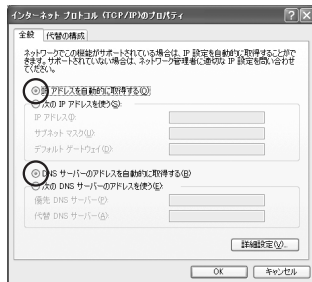 インターネット プロトコル (TCP/IP)のプロパティ
全般 代替の構成
ネットワークでこの機能がサポートされている場合は、IP 設定を自動的に取得することがで
きます。サポートされていない場合は、ネットワーク管理者に適切な IP 設定を問い合わせ
てください。
IP アドレスを自動的に取得する(O)
次の IP アドレスを使う(S):
IP アドレス(I):
サブネット マスク(U):
デフォルト ゲートウェイ(D):
DNS サーバーのアドレスを自動的に取得する(B)
次の DNS サーバーのアドレスを使う(E):
優先 DNS サーバー(P):
代替 DNS サーバー(A):
詳細設定(V)...
OK キャンセル